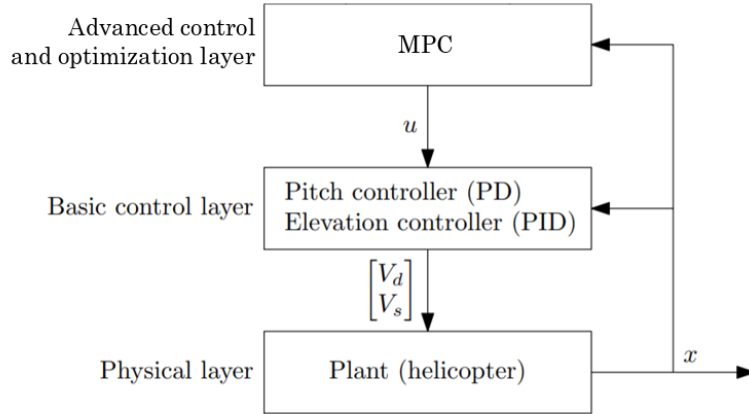 Advanced control
and optimization layer
MPC
u
Basic control layer
Pitch controller (PD)
Elevation controller (PID)
[V_d
V_s]
Physical layer
Plant (helicopter)
x